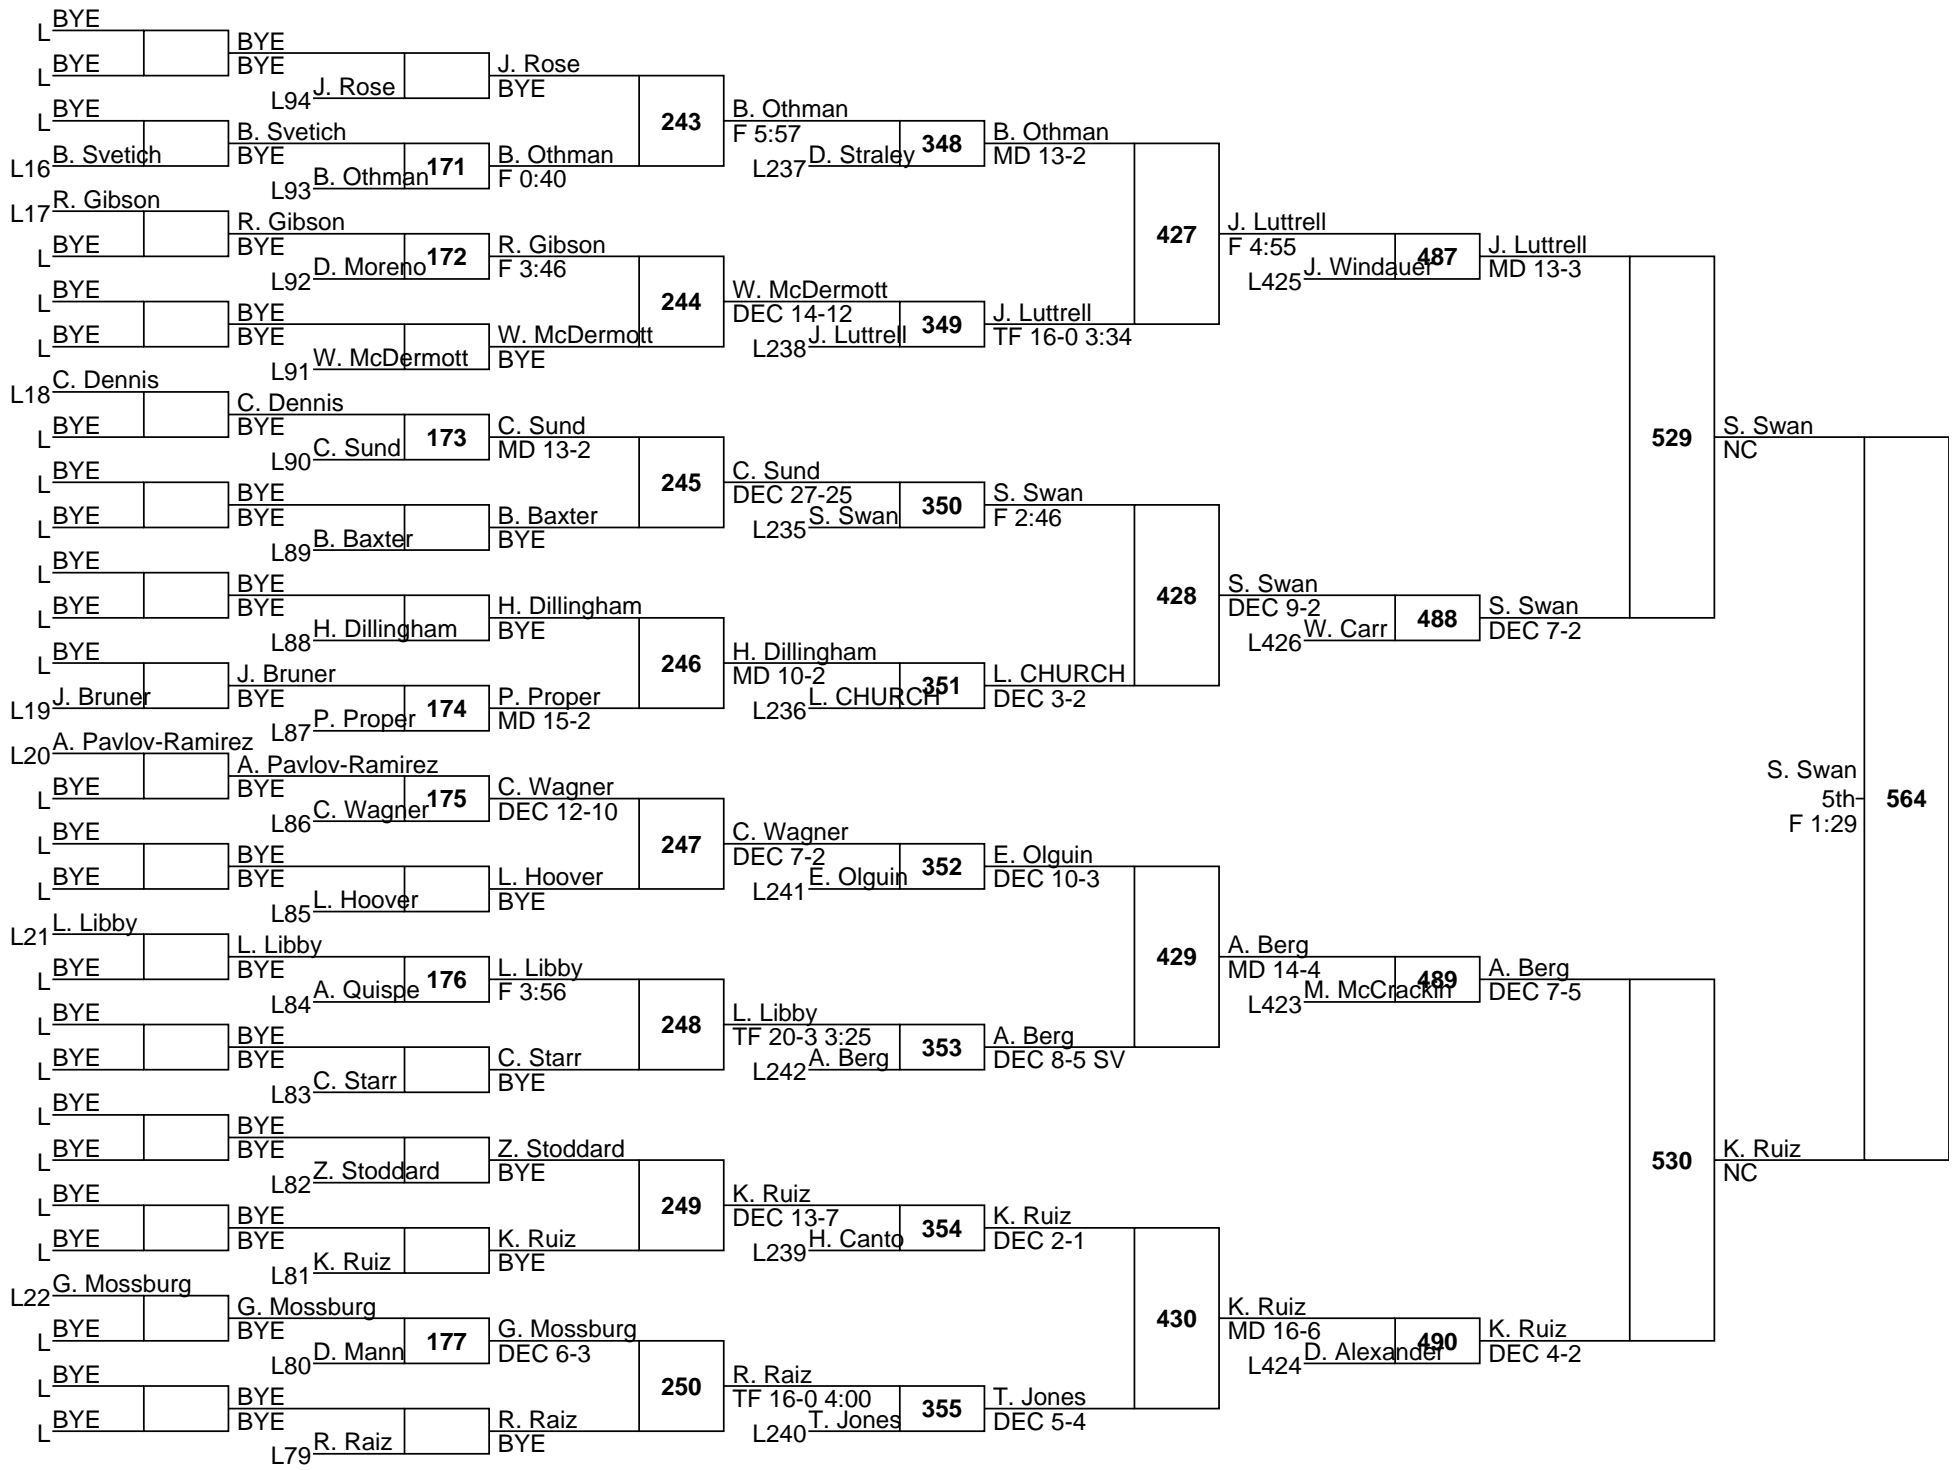 BYE
L
BYE
L
BYE
BYE
L94 J. Rose
J. Rose
BYE
BYE
L
B. Svetich
L16
B. Svetich
BYE
L93 B. Othman
171
B. Othman
F 0:40
243
B. Othman
F 5:57
L237 D. Straley
348
B. Othman
MD 13-2
L17 R. Gibson
BYE
L
R. Gibson
BYE
L92 D. Moreno
172
R. Gibson
F 3:46
BYE
L
BYE
L
BYE
BYE
L91 W. McDermott
W. McDermott
BYE
244
W. McDermott
DEC 14-12
L238 J. Luttrell
349
J. Luttrell
TF 16-0 3:34
427
J. Luttrell
F 4:55
L425 J. Windauer
487
J. Luttrell
MD 13-3
L18 C. Dennis
BYE
L
C. Dennis
BYE
L90 C. Sund
173
C. Sund
MD 13-2
BYE
L
BYE
L
BYE
BYE
L89 B. Baxter
B. Baxter
BYE
245
C. Sund
DEC 27-25
L235 S. Swan
350
S. Swan
F 2:46
BYE
L
BYE
L
BYE
BYE
L88 H. Dillingham
H. Dillingham
BYE
BYE
L
L19 J. Bruner
J. Bruner
BYE
L87 P. Proper
174
P. Proper
MD 15-2
246
H. Dillingham
MD 10-2
L236 L. CHURCH
351
L. CHURCH
DEC 3-2
428
S. Swan
DEC 9-2
L426 W. Carr
488
S. Swan
DEC 7-2
529
S. Swan
NC
L20 A. Pavlov-Ramirez
BYE
L
A. Pavlov-Ramirez
BYE
L86 C. Wagner
175
C. Wagner
DEC 12-10
BYE
L
BYE
L
BYE
BYE
L85 L. Hoover
L. Hoover
BYE
247
C. Wagner
DEC 7-2
L241 E. Olguin
352
E. Olguin
DEC 10-3
L21 L. Libby
BYE
L
L. Libby
BYE
L84 A. Quispe
176
L. Libby
F 3:56
BYE
L
BYE
L
BYE
BYE
L83 C. Starr
C. Starr
BYE
248
L. Libby
TF 20-3 3:25
L242 A. Berg
353
A. Berg
DEC 8-5 SV
429
A. Berg
MD 14-4
L423 M. McCrackin
489
A. Berg
DEC 7-5
BYE
L
BYE
L
BYE
BYE
L82 Z. Stoddard
Z. Stoddard
BYE
BYE
L
BYE
L
BYE
BYE
L81 K. Ruiz
K. Ruiz
BYE
249
K. Ruiz
DEC 13-7
L239 H. Canto
354
K. Ruiz
DEC 2-1
L22 G. Mossburg
BYE
L
G. Mossburg
BYE
L80 D. Mann
177
G. Mossburg
DEC 6-3
BYE
L
BYE
L
BYE
BYE
L79 R. Raiz
R. Raiz
BYE
250
R. Raiz
TF 16-0 4:00
L240 T. Jones
355
T. Jones
DEC 5-4
430
K. Ruiz
MD 16-6
L424 D. Alexander
490
K. Ruiz
DEC 4-2
530
K. Ruiz
NC
S. Swan
5th
F 1:29
564